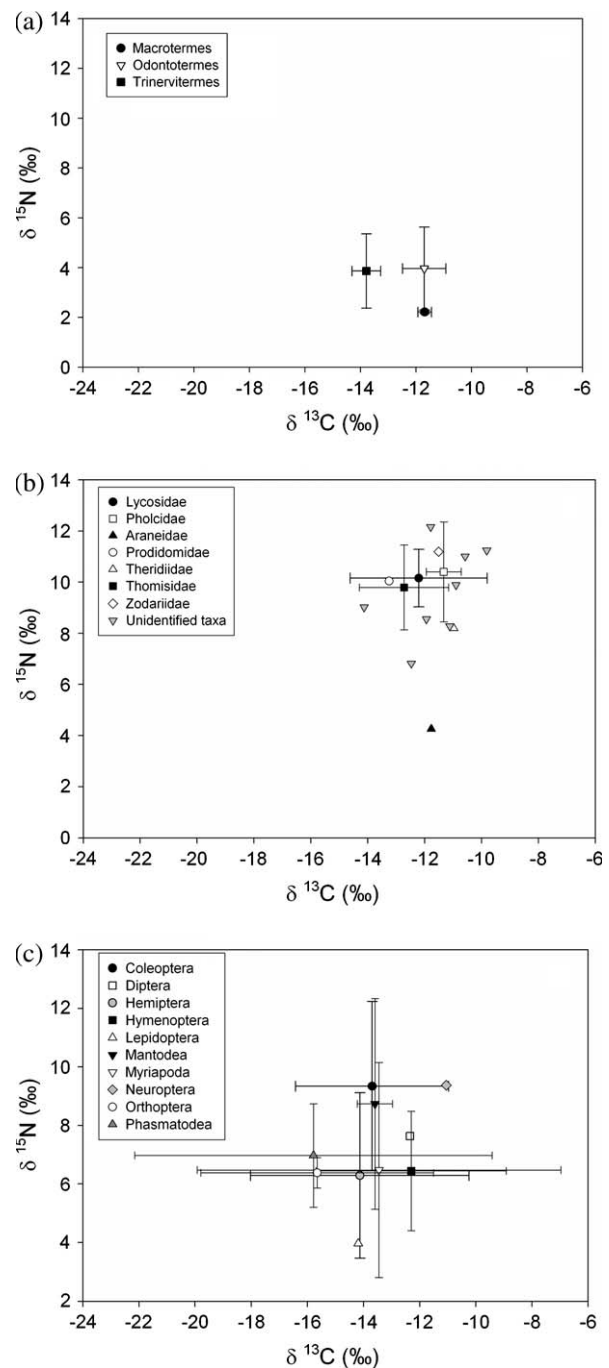 (a)
14
12
10
8
6
4
2
0
δ ¹⁵N (‰)
Macrotermes
Odontotermes
Trinervitermes
-24 -22 -20 -18 -16 -14 -12 -10 -8 -6
δ ¹³C (‰)
(b)
14
12
10
8
6
4
2
0
δ ¹⁵N (‰)
Lycosidae
Pholcidae
Araneidae
Prodidomidae
Theridiidae
Thomisidae
Zodariidae
Unidentified taxa
-24 -22 -20 -18 -16 -14 -12 -10 -8 -6
δ ¹³C (‰)
(c)
14
12
10
8
6
4
2
δ ¹⁵N (‰)
Coleoptera
Diptera
Hemiptera
Hymenoptera
Lepidoptera
Mantodea
Myriapoda
Neuroptera
Orthoptera
Phasmatodea
-24 -22 -20 -18 -16 -14 -12 -10 -8 -6
δ ¹³C (‰)